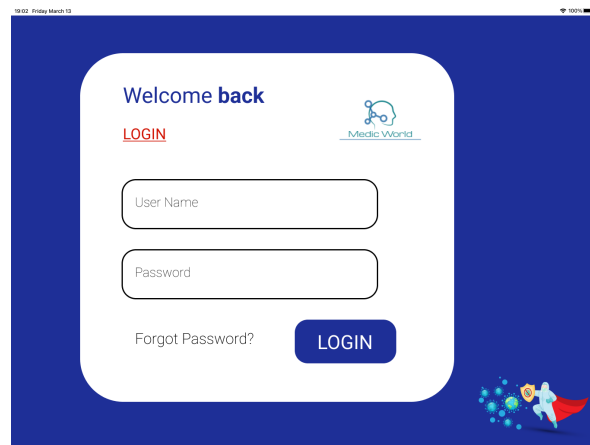 19:02 Friday March 13
100%
Welcome back
LOGIN
Medic World
User Name
Password
Forgot Password?
LOGIN